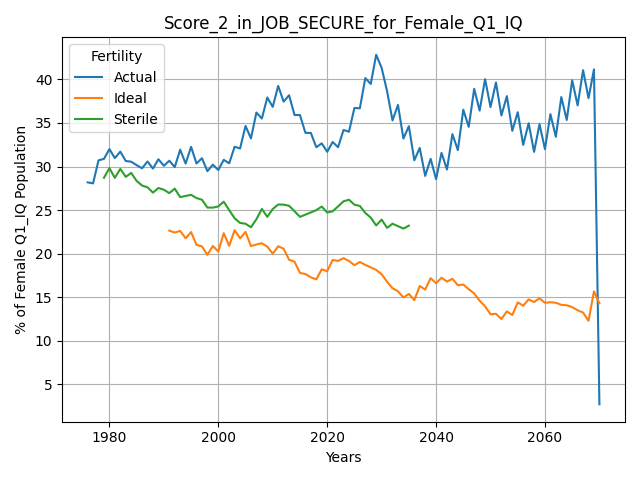 Score_2_in_JOB_SECURE_for_Female_Q1_IQ
Fertility
Actual
Ideal
Sterile
% of Female Q1_IQ Population
40
35
30
25
20
15
10
5
1980
2000
2020
2040
2060
Years